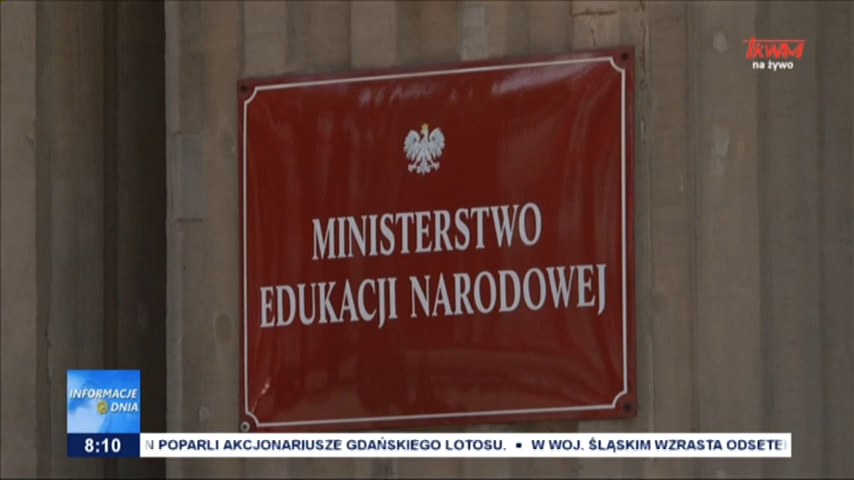 TRWAM
na żywo
MINISTERSTWO
EDUKACJI NARODOWEJ
INFORMACJE
DNIA
8:10
N POPARLI AKCJONARIUSZE GDAŃSKIEGO LOTOSU. ▪ W WOJ. ŚLĄSKIM WZRASTA ODSETE